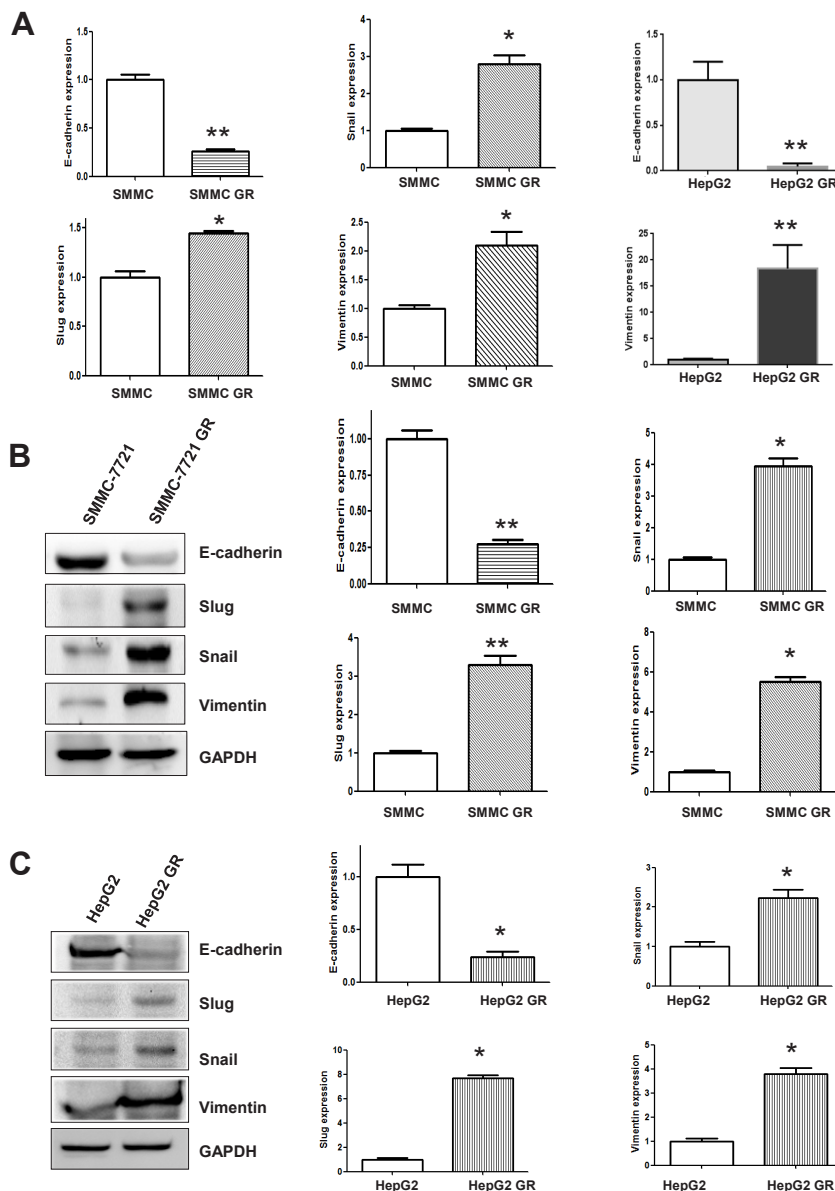 A
E-cadherin expression
1.5
1.0
0.5
0.0
**
SMMC SMMC GR
Snail expression
4
3
2
1
0
*
SMMC SMMC GR
E-cadherin expression
1.5
1.0
0.5
0.0
**
HepG2 HepG2 GR
Slug expression
1.5
1.0
0.5
0.0
*
SMMC SMMC GR
Vimentin expression
2.5
2.0
1.5
1.0
0.5
0.0
*
SMMC SMMC GR
Vimentin expression
25
20
15
10
5
0
**
HepG2 HepG2 GR
B
SMMC-7721
SMMC-7721 GR
E-cadherin
Slug
Snail
Vimentin
GAPDH
E-cadherin expression
1.00
0.75
0.50
0.25
0.00
**
SMMC SMMC GR
Snail expression
5
4
3
2
1
0
*
SMMC SMMC GR
Slug expression
4
3
2
1
0
**
SMMC SMMC GR
Vimentin expression
8
6
4
2
0
*
SMMC SMMC GR
C
HepG2
HepG2 GR
E-cadherin
Slug
Snail
Vimentin
GAPDH
E-cadherin expression
1.0
0.5
0.0
*
HepG2 HepG2 GR
Snail expression
3
2
1
0
*
HepG2 HepG2 GR
Slug expression
10
8
6
4
2
0
*
HepG2 HepG2 GR
Vimentin expression
5
4
3
2
1
0
*
HepG2 HepG2 GR